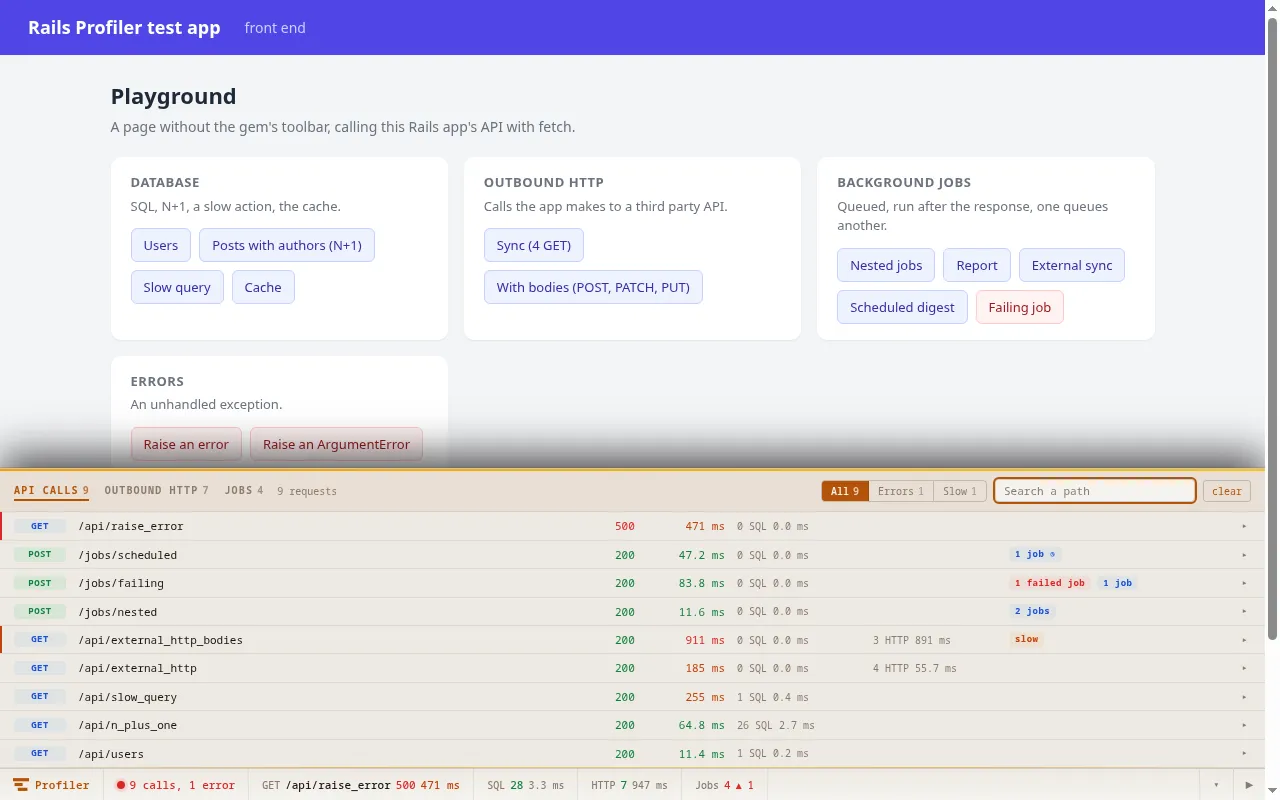 Rails Profiler test app front end
Playground
A page without the gem's toolbar, calling this Rails app's API with fetch.
DATABASE
SQL, N+1, a slow action, the cache.
Users Posts with authors (N+1)
Slow query Cache
OUTBOUND HTTP
Calls the app makes to a third party API.
Sync (4 GET)
With bodies (POST, PATCH, PUT)
BACKGROUND JOBS
Queued, run after the response, one queues
another.
Nested jobs Report External sync
Scheduled digest Failing job
ERRORS
An unhandled exception.
Raise an error Raise an ArgumentError
API CALLS 9 OUTBOUND HTTP 7 JOBS 4 9 requests All 9 Errors 1 Slow 1 Search a path clear
GET /api/raise_error 500 471 ms 0 SQL 0.0 ms
POST /jobs/scheduled 200 47.2 ms 0 SQL 0.0 ms 1 job
POST /jobs/failing 200 83.8 ms 0 SQL 0.0 ms 1 failed job 1 job
POST /jobs/nested 200 11.6 ms 0 SQL 0.0 ms 2 jobs
GET /api/external_http_bodies 200 911 ms 0 SQL 0.0 ms 3 HTTP 891 ms slow
GET /api/external_http 200 185 ms 0 SQL 0.0 ms 4 HTTP 55.7 ms
GET /api/slow_query 200 255 ms 1 SQL 0.4 ms
GET /api/n_plus_one 200 64.8 ms 26 SQL 2.7 ms
GET /api/users 200 11.4 ms 1 SQL 0.2 ms
Profiler 9 calls, 1 error GET /api/raise_error 500 471 ms SQL 28 3.3 ms HTTP 7 947 ms Jobs 4 ▲ 1